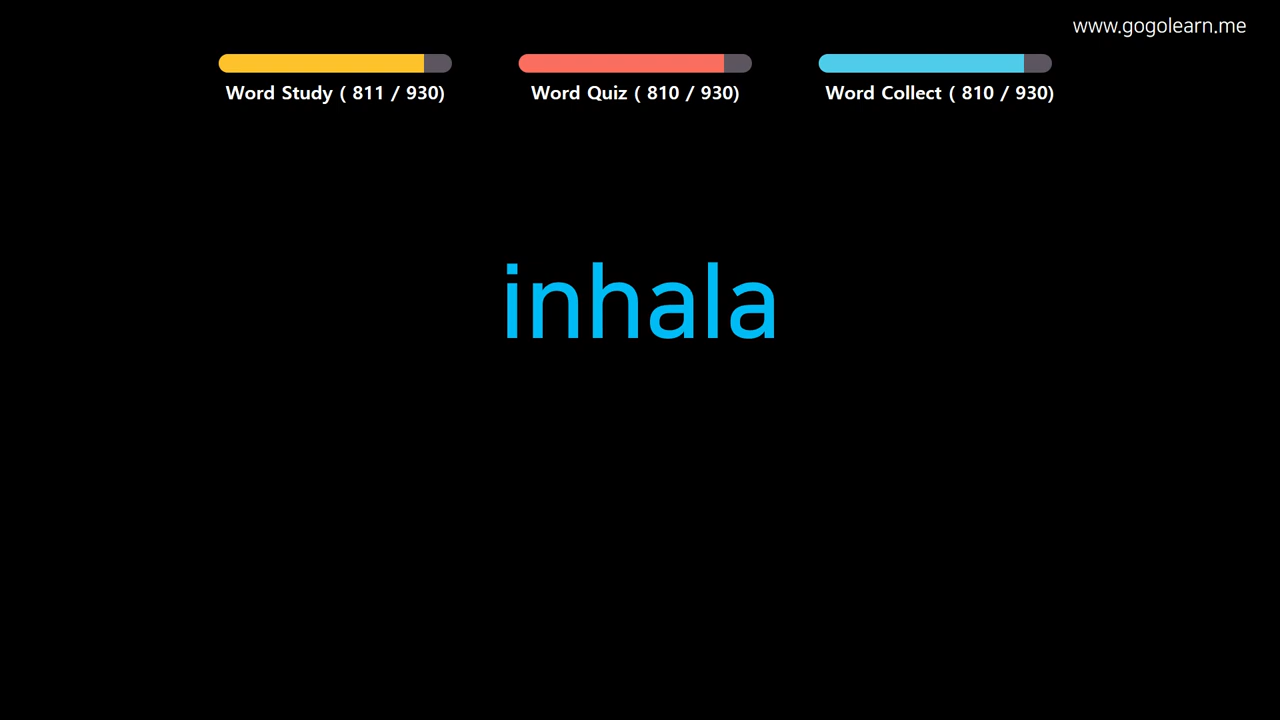 www.gogolearn.me
Word Study ( 811 / 930)
Word Quiz ( 810 / 930)
Word Collect ( 810 / 930)
inhala